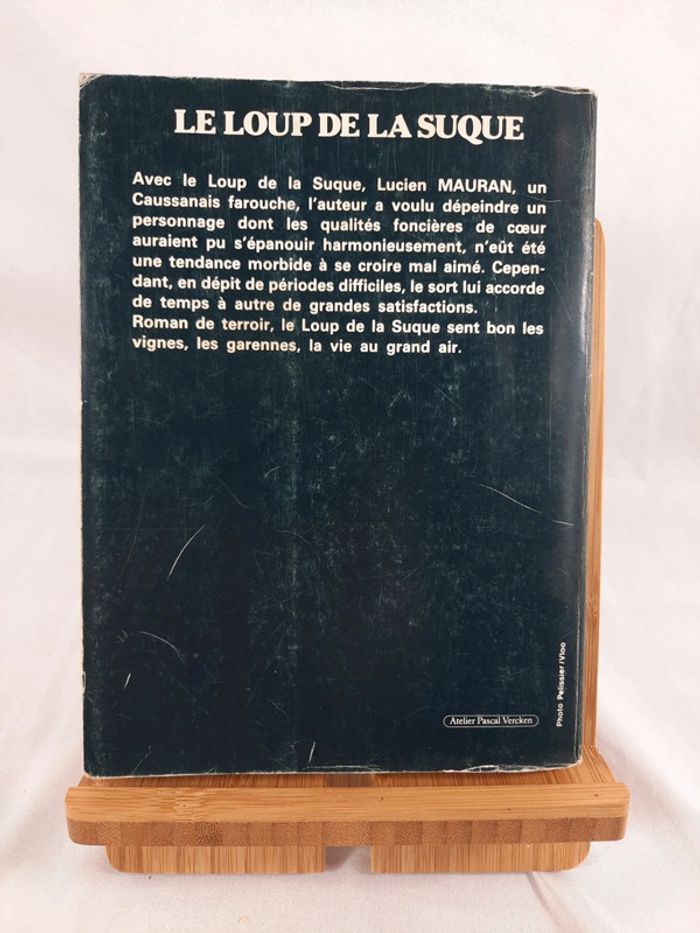 LE LOUP DE LA SUQUE
Avec le Loup de la Suque, Lucien MAURAN, un
Caussanais farouche, l'auteur a voulu dépeindre un
personnage dont les qualités foncières de cœur
auraient pu s'épanouir harmonieusement, n'eût été
une tendance morbide à se croire mal aimé. Cepen-
dant, en dépit de périodes difficiles, le sort lui accorde
de temps à autre de grandes satisfactions.
Roman de terroir, le Loup de la Suque sent bon les
vignes, les garennes, la vie au grand air.
Photo Pelissier/Vloo
Atelier Pascal Vercken